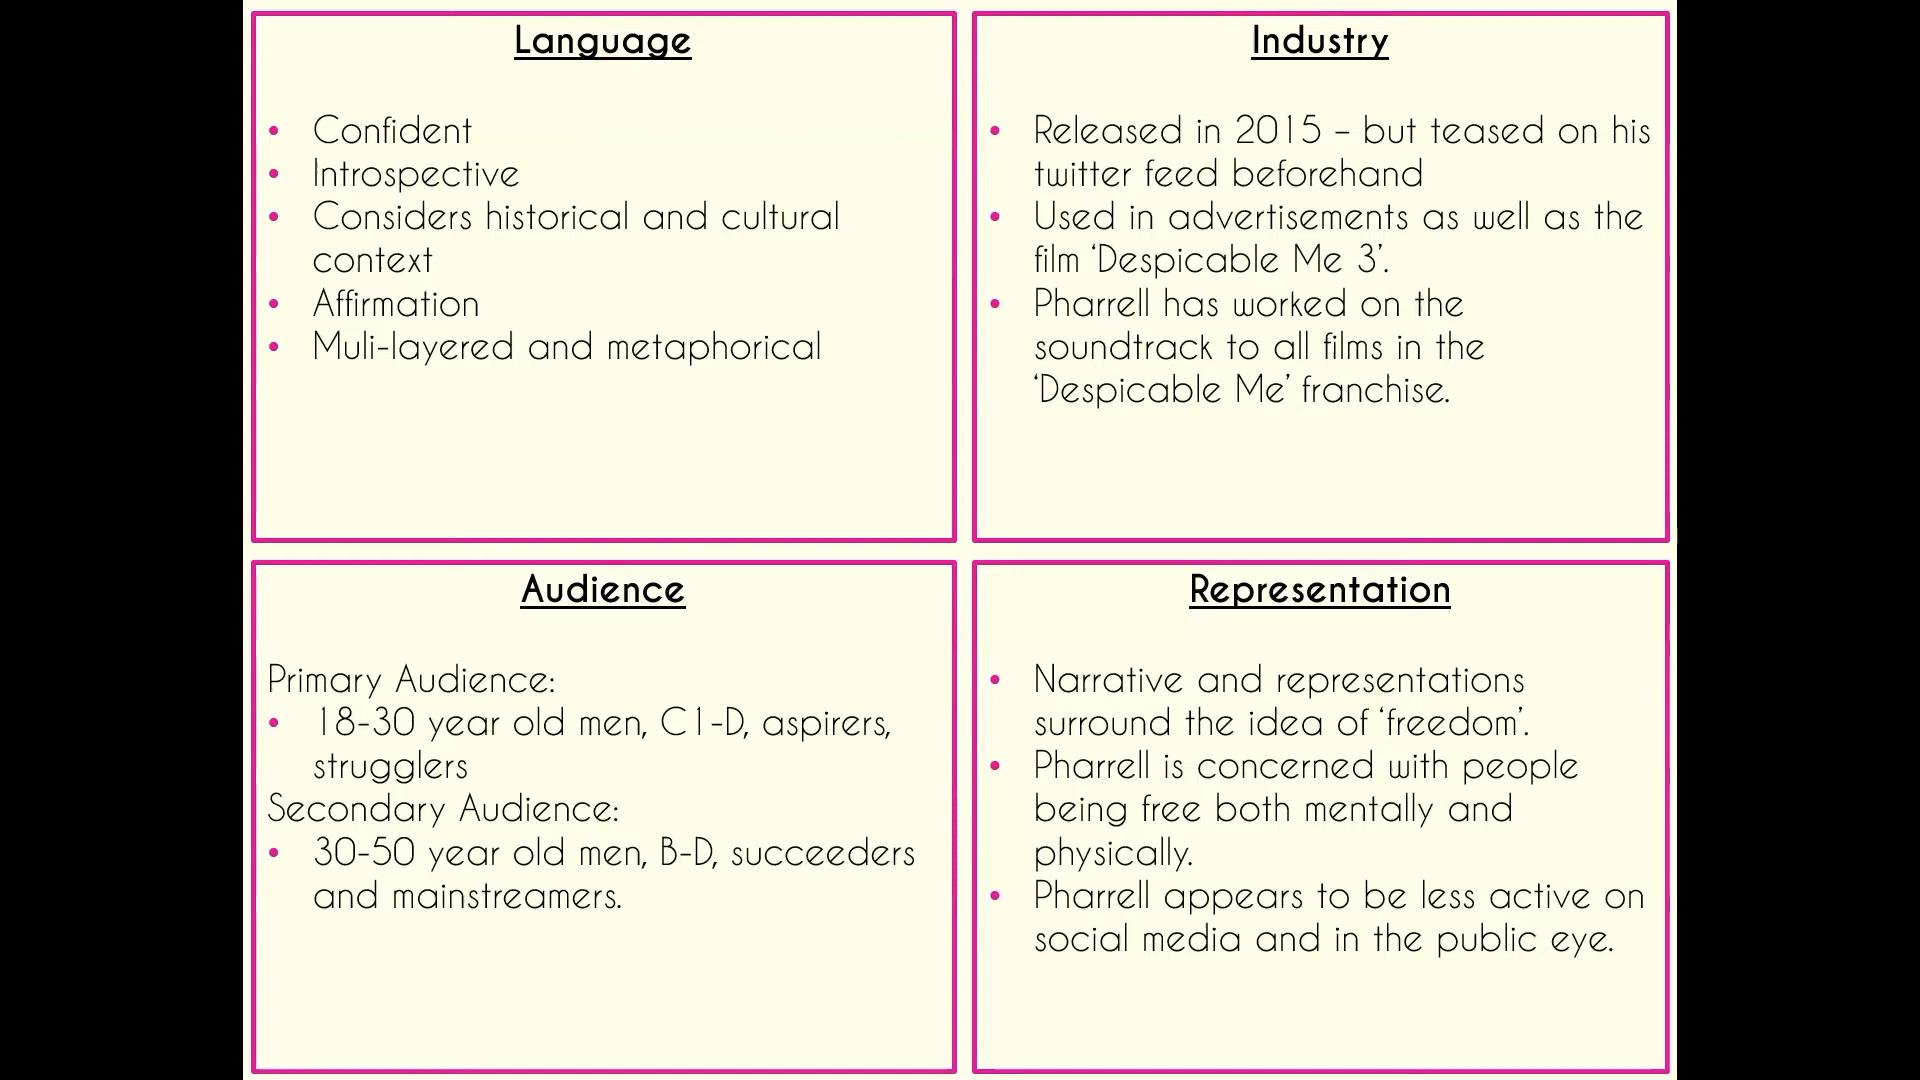 Language
• Confident
• Introspective
• Considers historical and cultural
context
• Affirmation
• Muli-layered and metaphorical
Industry
• Released in 2015 – but teased on his
twitter feed beforehand
• Used in advertisements as well as the
film ‘Despicable Me 3’.
• Pharrell has worked on the
soundtrack to all films in the
‘Despicable Me’ franchise.
Audience
Primary Audience:
• 18-30 year old men, C1-D, aspirers,
strugglers
Secondary Audience:
• 30-50 year old men, B-D, succeeders
and mainstreamers.
Representation
• Narrative and representations
surround the idea of ‘freedom’.
• Pharrell is concerned with people
being free both mentally and
physically.
• Pharrell appears to be less active on
social media and in the public eye.